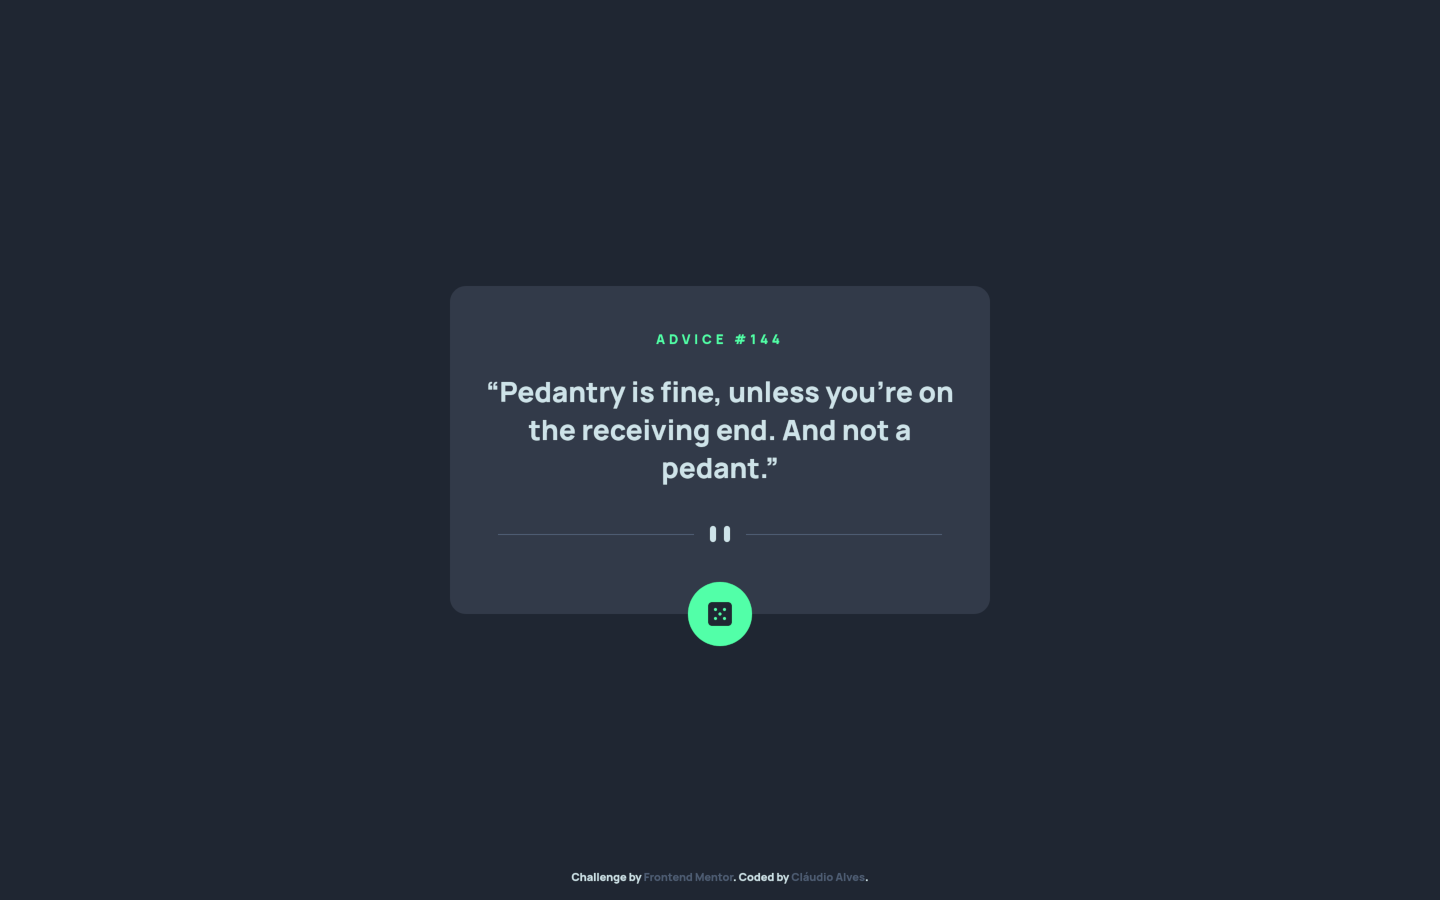 ADVICE #144
“Pedantry is fine, unless you’re on
the receiving end. And not a
pedant.”
Challenge by Frontend Mentor. Coded by Cláudio Alves.